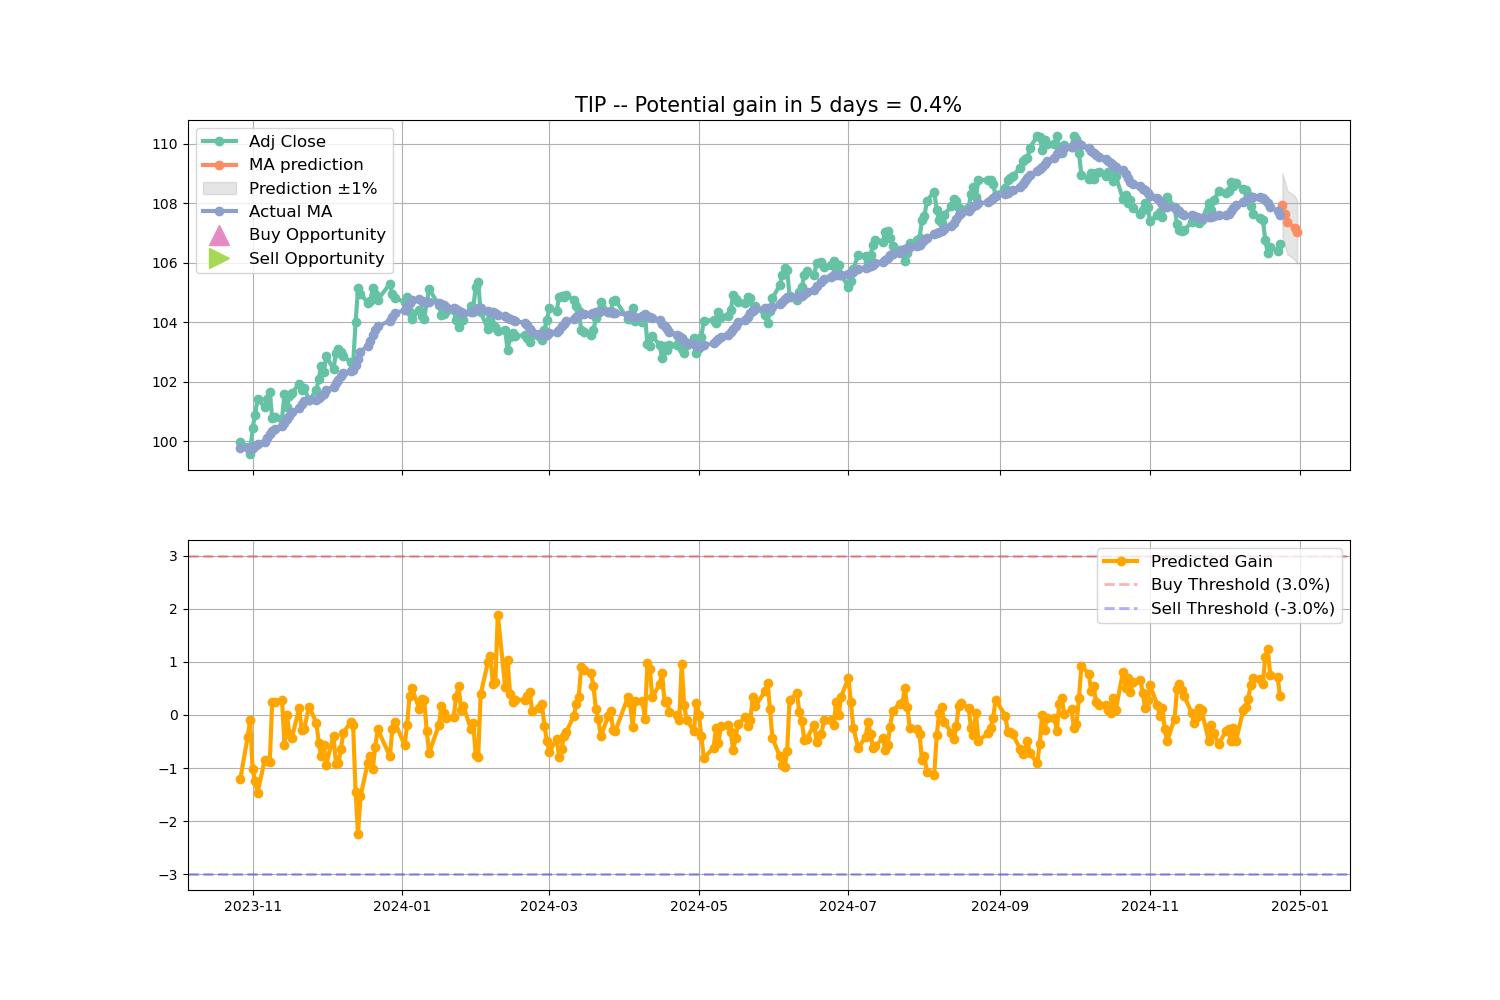 TIP -- Potential gain in 5 days = 0.4%
110
108
106
104
102
100
Adj Close
MA prediction
Prediction ±1%
Actual MA
Buy Opportunity
Sell Opportunity
3
2
1
0
−1
−2
−3
Predicted Gain
Buy Threshold (3.0%)
Sell Threshold (-3.0%)
2023-11
2024-01
2024-03
2024-05
2024-07
2024-09
2024-11
2025-01